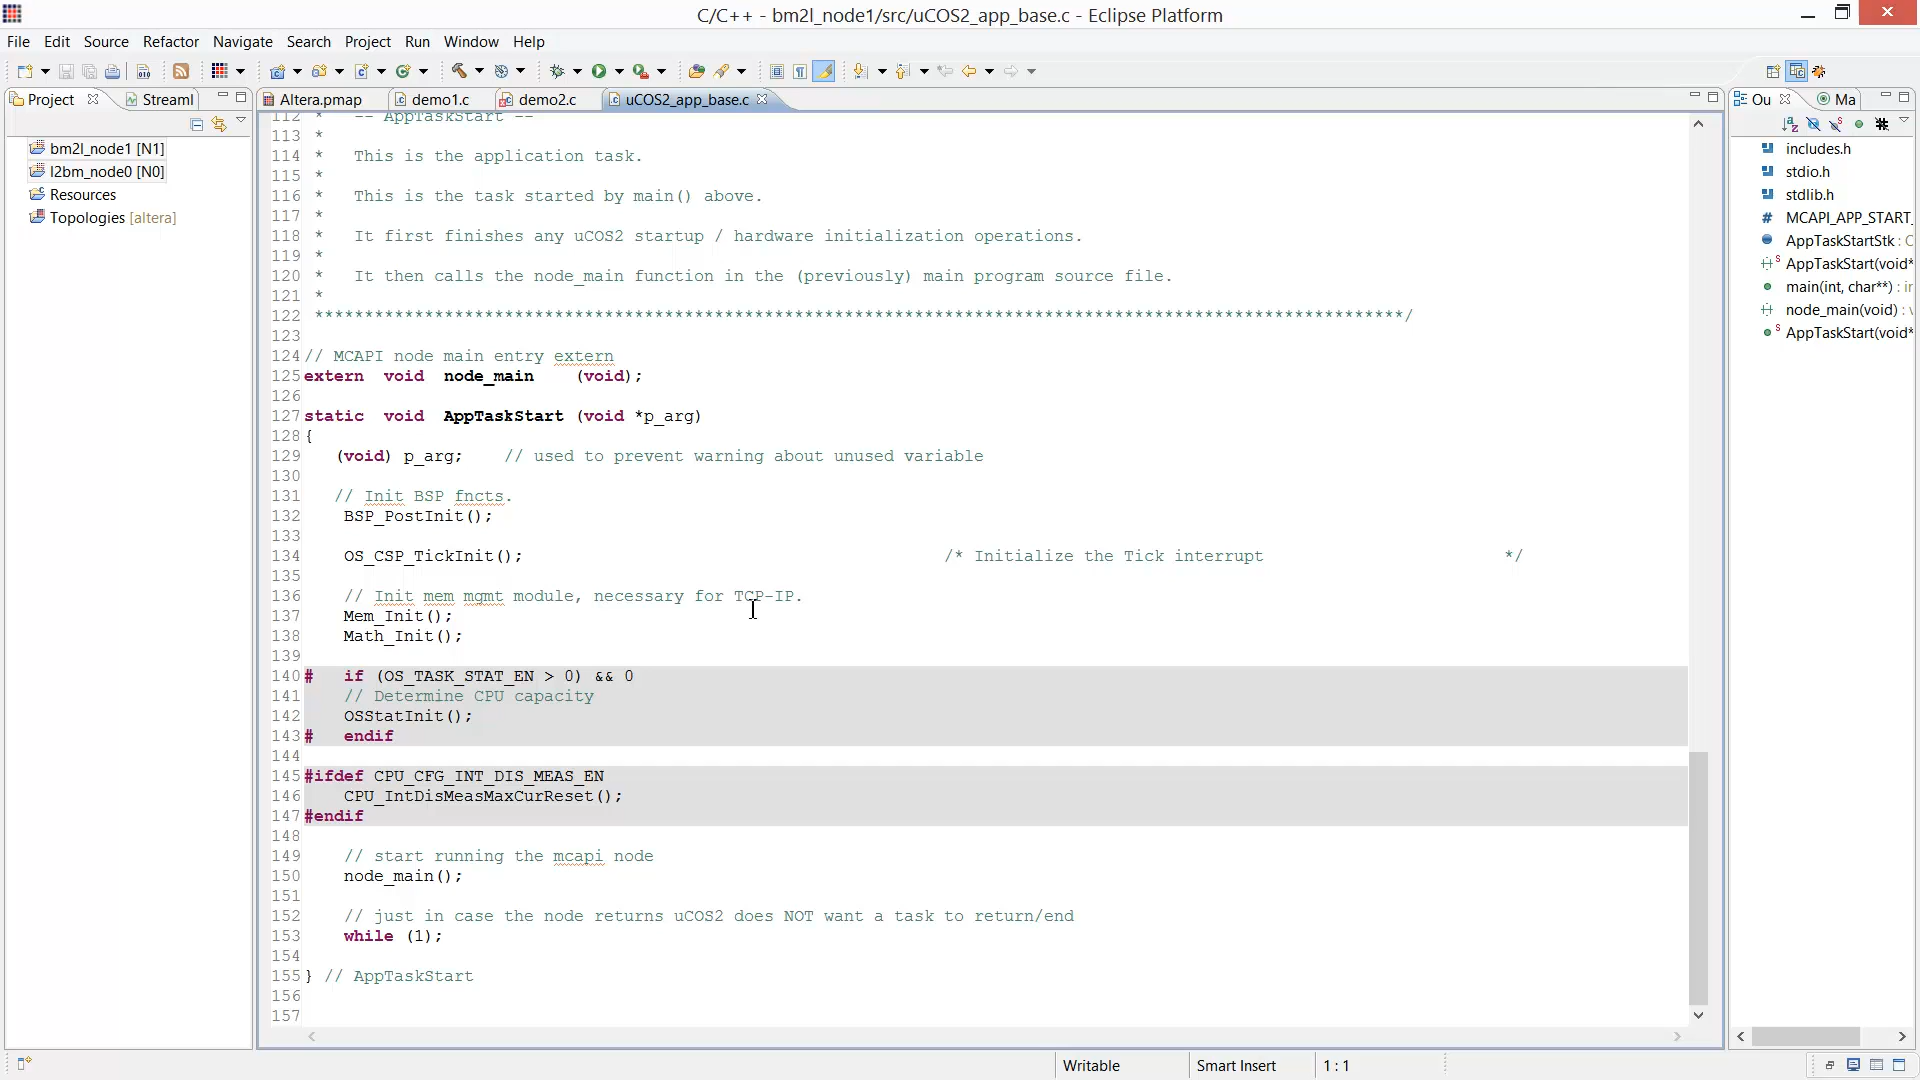 C/C++ - bm2l_node1/src/uCOS2_app_base.c - Eclipse Platform
File Edit Source Refactor Navigate Search Project Run Window Help
Project Streaml
Altera.pmap demo1.c demo2.c uCOS2_app_base.c
Ou Ma
bm2l_node1 [N1]
l2bm_node0 [N0]
Resources
Topologies [altera]
112 * -- AppTaskStart --
113 *
114 * This is the application task.
115 *
116 * This is the task started by main() above.
117 *
118 * It first finishes any uCOS2 startup / hardware initialization operations.
119 *
120 * It then calls the node_main function in the (previously) main program source file.
121 *
122 *************************************************************************************************************/
123
124 // MCAPI node main entry extern
125 extern void node_main (void);
126
127 static void AppTaskStart (void *p_arg)
128 {
129 (void) p_arg; // used to prevent warning about unused variable
130
131 // Init BSP fncts.
132 BSP_PostInit();
133
134 OS_CSP_TickInit(); /* Initialize the Tick interrupt */
135
136 // Init mem mgmt module, necessary for TCP-IP.
137 Mem_Init();
138 Math_Init();
139
140 # if (OS_TASK_STAT_EN > 0) && 0
141 // Determine CPU capacity
142 OSStatInit();
143 # endif
144
145 #ifdef CPU_CFG_INT_DIS_MEAS_EN
146 CPU_IntDisMeasMaxCurReset();
147 #endif
148
149 // start running the mcapi node
150 node_main();
151
152 // just in case the node returns uCOS2 does NOT want a task to return/end
153 while (1);
154
155 } // AppTaskStart
156
157
includes.h
stdio.h
stdlib.h
# MCAPI_APP_START_
AppTaskStartStk :
AppTaskStart(void*
main(int, char**) :
node_main(void) :
AppTaskStart(void*
Writable Smart Insert 1 : 1